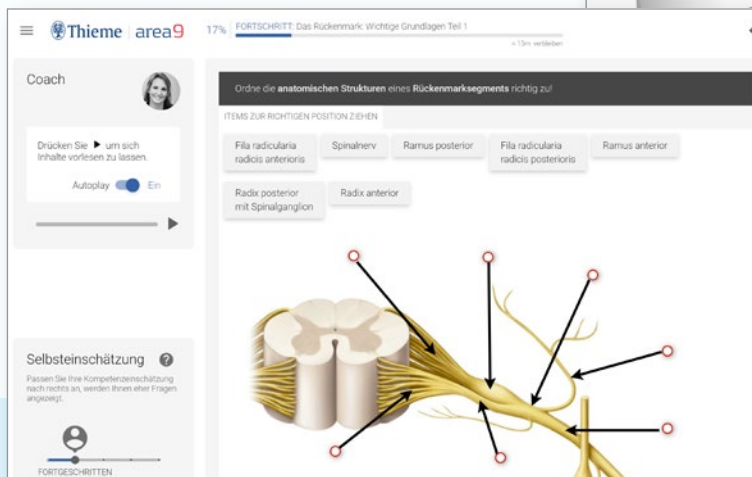 Thieme | area9
17% FORTSCHRITT: Das Rückenmark: Wichtige Grundlagen Teil 1
< 15m verbleiben
Coach
Drücken Sie ▶ um sich
Inhalte vorlesen zu lassen.
Autoplay Ein
Ordne die anatomischen Strukturen eines Rückenmarksegments richtig zu!
ITEMS ZUR RICHTIGEN POSITION ZIEHEN
Fila radicularia
radicis anterioris
Spinalnerv
Ramus posterior
Fila radicularia
radicis posterioris
Ramus anterior
Radix posterior
mit Spinalganglion
Radix anterior
Selbsteinschätzung ?
Passen Sie Ihre Kompetenzeinschätzung
nach rechts an, werden Ihnen eher Fragen
angezeigt.
FORTGESCHRITTEN